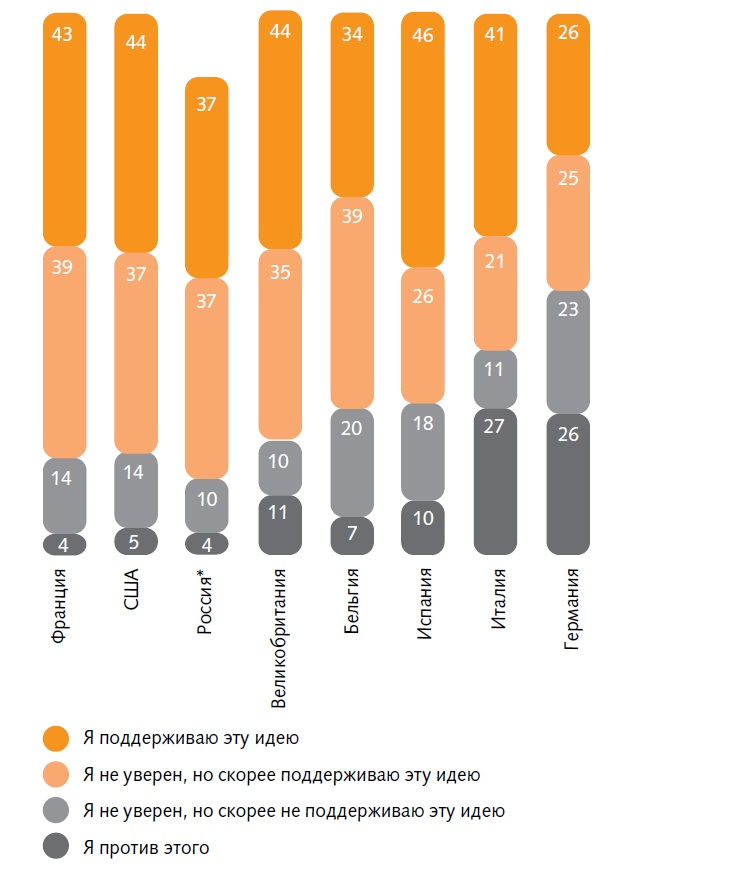 43 44 37 44 34 46 41 26
39 37 37 35 39 26 21 25
14 14 10 10 20 18 11 23
4 5 4 11 7 10 27 26
Франция
США
Россия*
Великобритания
Бельгия
Испания
Италия
Германия
Я поддерживаю эту идею
Я не уверен, но скорее поддерживаю эту идею
Я не уверен, но скорее не поддерживаю эту идею
Я против этого